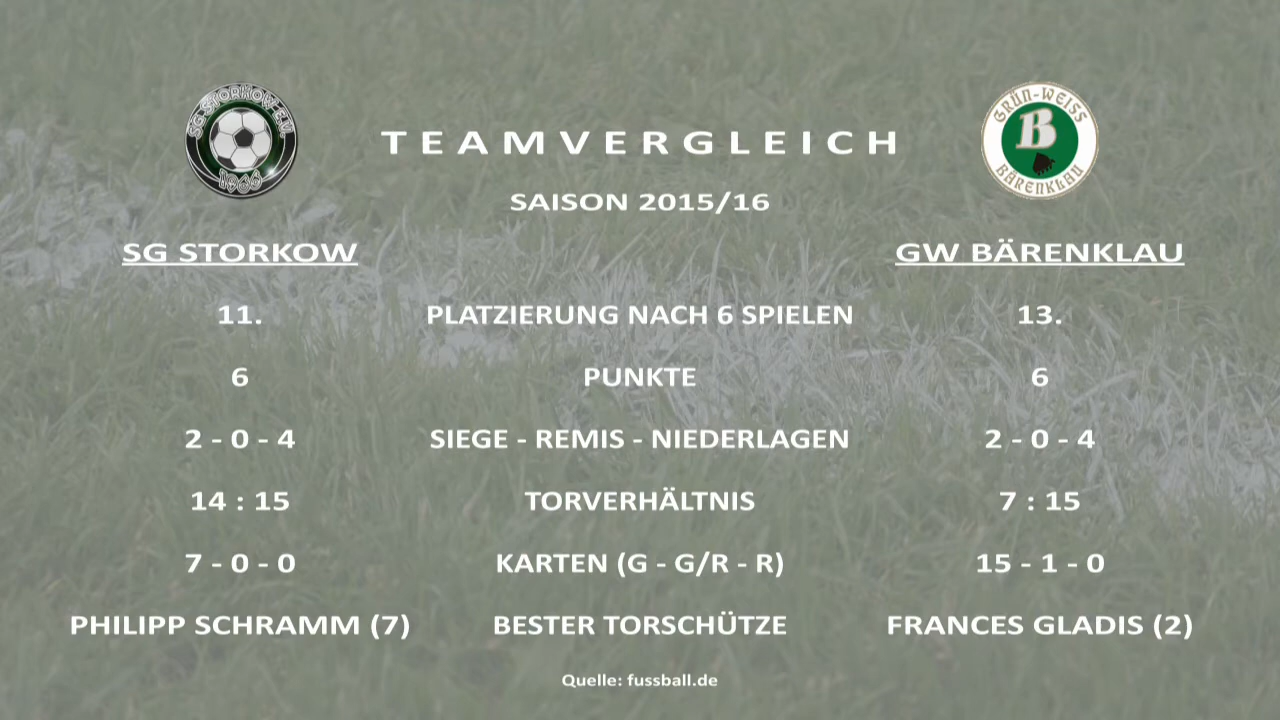 SG STORKOW E.V.
1966
GRÜN-WEISS
B
BÄRENKLAU
TEAMVERGLEICH
SAISON 2015/16
SG STORKOW GW BÄRENKLAU
11. PLATZIERUNG NACH 6 SPIELEN 13.
6 PUNKTE 6
2 - 0 - 4 SIEGE - REMIS - NIEDERLAGEN 2 - 0 - 4
14 : 15 TORVERHÄLTNIS 7 : 15
7 - 0 - 0 KARTEN (G - G/R - R) 15 - 1 - 0
PHILIPP SCHRAMM (7) BESTER TORSCHÜTZE FRANCES GLADIS (2)
Quelle: fussball.de